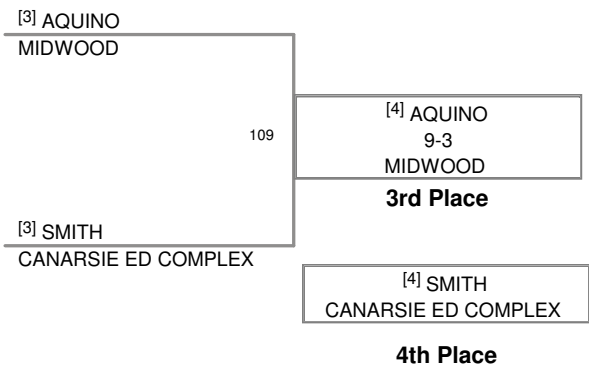 [3] AQUINO
MIDWOOD
109
[4] AQUINO
9-3
MIDWOOD
3rd Place
[3] SMITH
CANARSIE ED COMPLEX
[4] SMITH
CANARSIE ED COMPLEX
4th Place